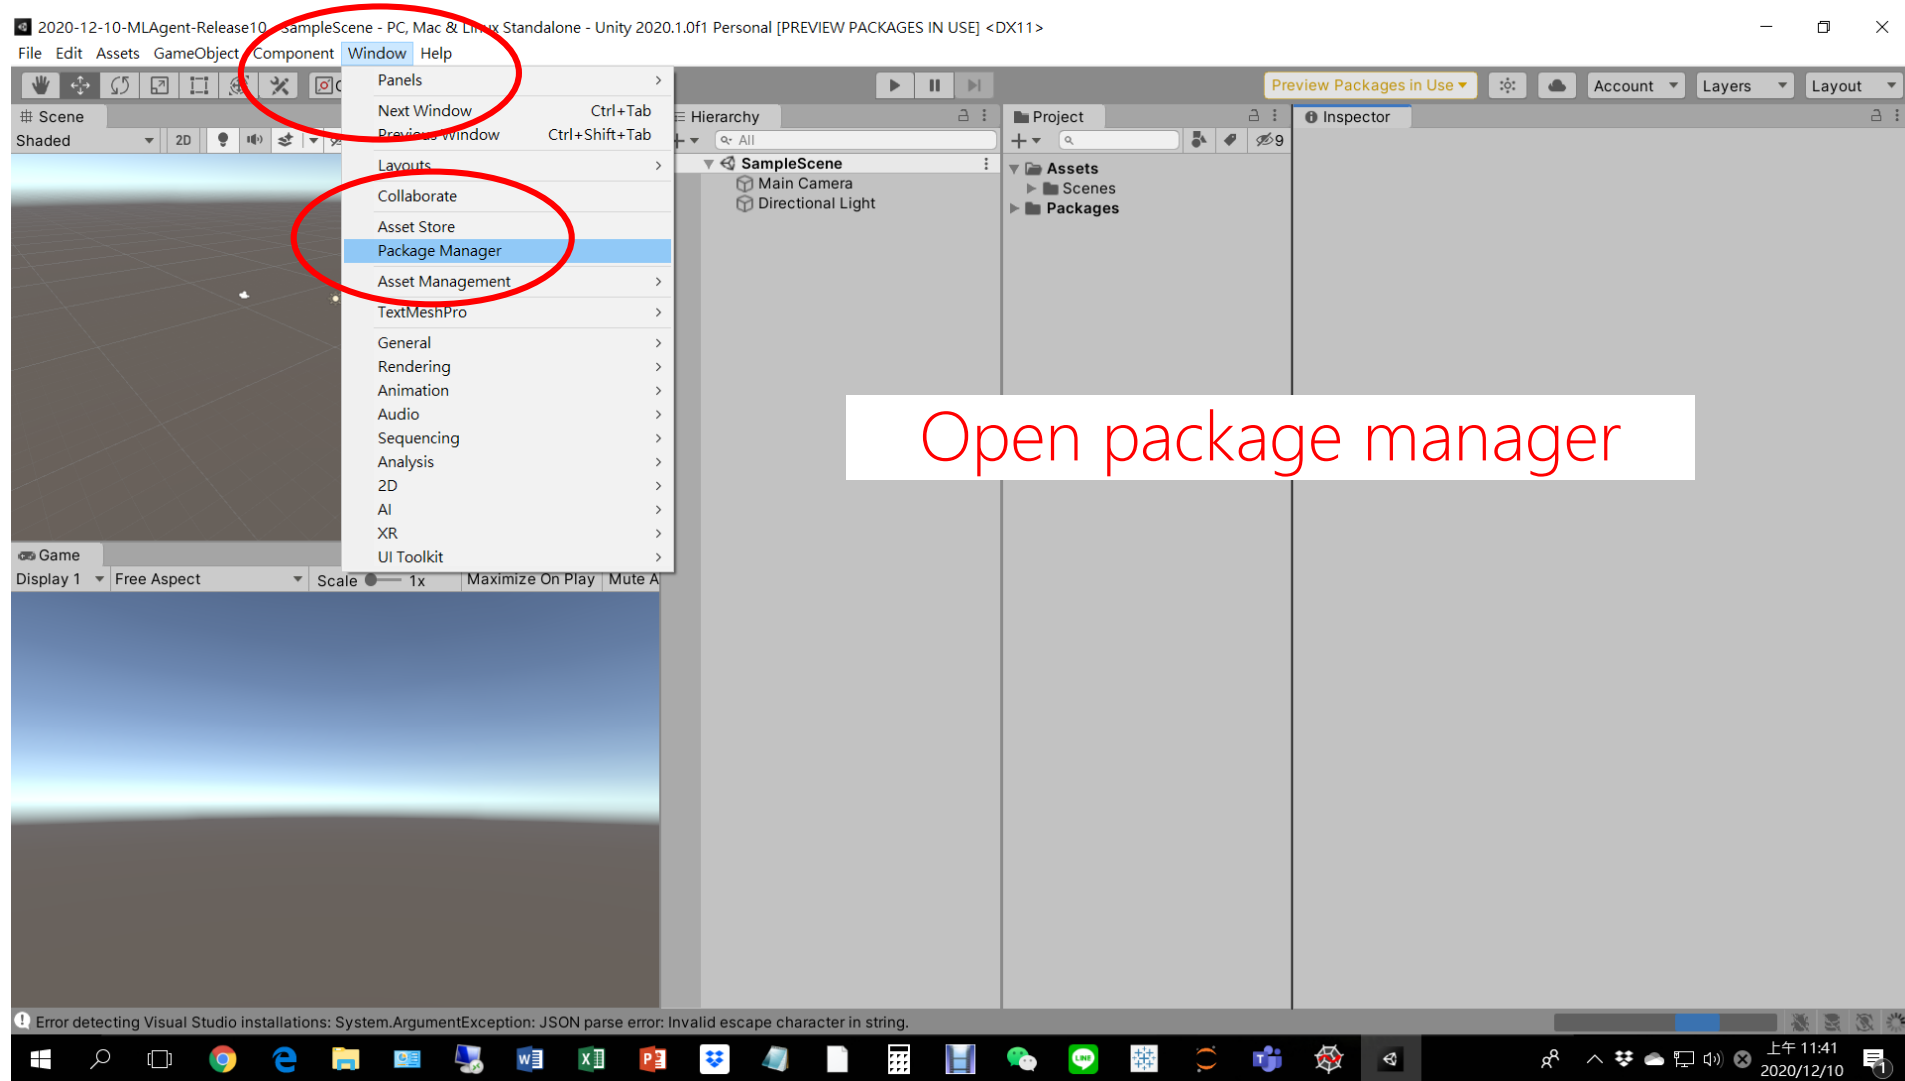 2020-12-10-MLAgent-Release10 - SampleScene - PC, Mac & Linux Standalone - Unity 2020.1.0f1 Personal [PREVIEW PACKAGES IN USE] <DX11>
File Edit Assets GameObject Component Window Help
Preview Packages in Use Account Layers Layout
Scene
Shaded 2D
Panels
Next Window Ctrl+Tab
Previous Window Ctrl+Shift+Tab
Layouts
Collaborate
Asset Store
Package Manager
Asset Management
TextMeshPro
General
Rendering
Animation
Audio
Sequencing
Analysis
2D
AI
XR
UI Toolkit
Hierarchy
All
SampleScene
Main Camera
Directional Light
Project
9
Assets
Scenes
Packages
Inspector
Open package manager
Game
Display 1 Free Aspect Scale 1x Maximize On Play Mute A
Error detecting Visual Studio installations: System.ArgumentException: JSON parse error: Invalid escape character in string.
上午 11:41
2020/12/10
1